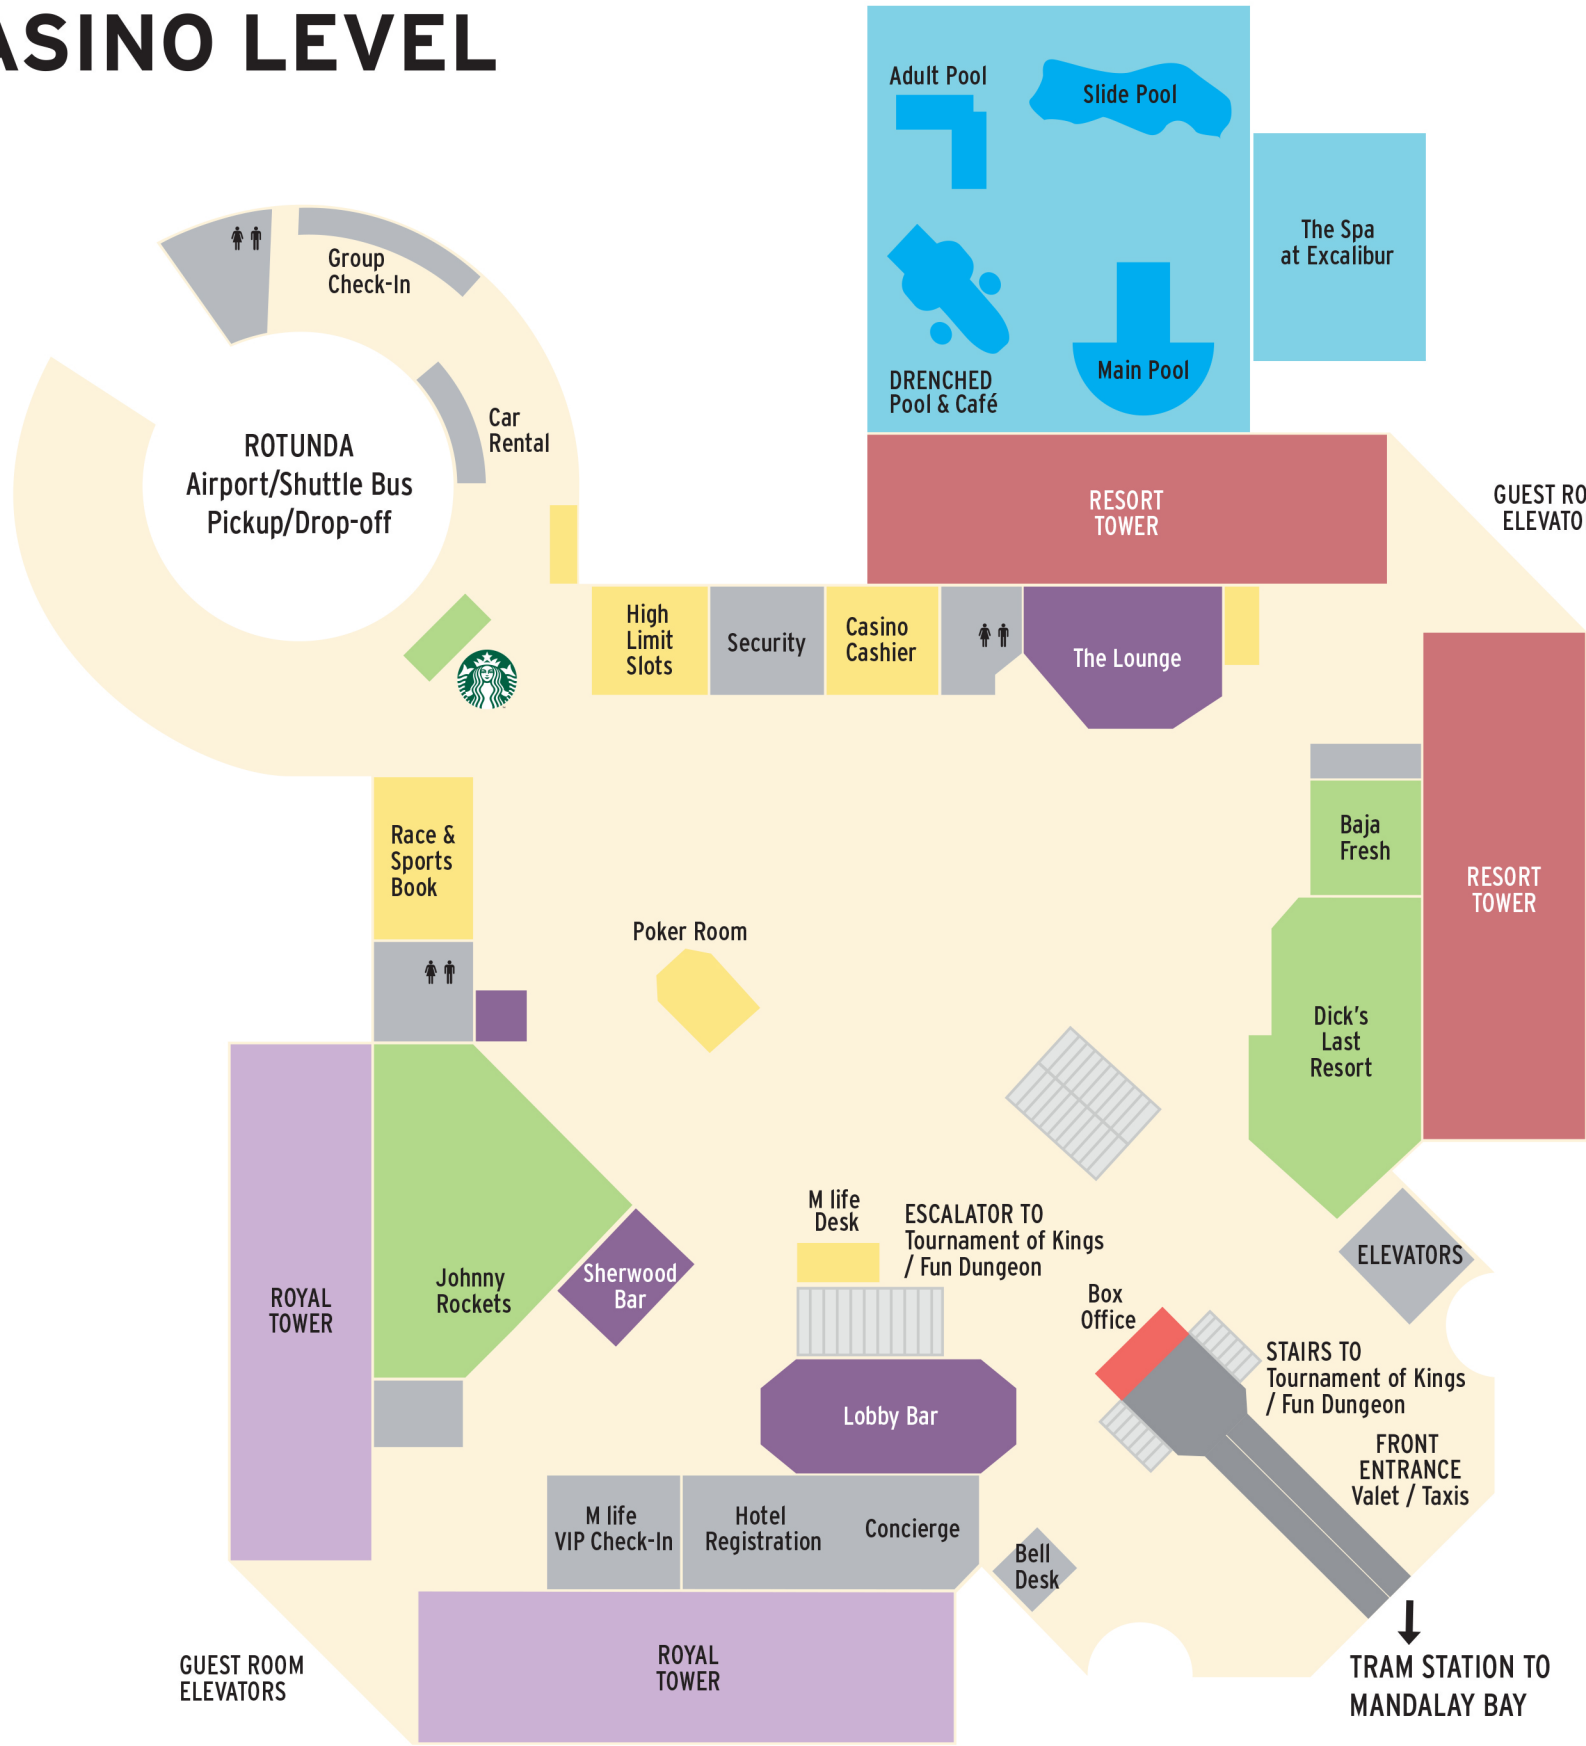 ASINO LEVEL
Adult Pool
Slide Pool
The Spa
at Excalibur
DRENCHED
Pool & Café
Main Pool
Group
Check-In
Car
Rental
ROTUNDA
Airport/Shuttle Bus
Pickup/Drop-off
RESORT
TOWER
GUEST RO
ELEVATO
High
Limit
Slots
Security
Casino
Cashier
The Lounge
Race &
Sports
Book
Baja
Fresh
RESORT
TOWER
Poker Room
Dick's
Last
Resort
M life
Desk
ESCALATOR TO
Tournament of Kings
/ Fun Dungeon
ELEVATORS
ROYAL
TOWER
Johnny
Rockets
Sherwood
Bar
Box
Office
STAIRS TO
Tournament of Kings
/ Fun Dungeon
Lobby Bar
FRONT
ENTRANCE
Valet / Taxis
M life
VIP Check-In
Hotel
Registration
Concierge
Bell
Desk
GUEST ROOM
ELEVATORS
ROYAL
TOWER
TRAM STATION TO
MANDALAY BAY